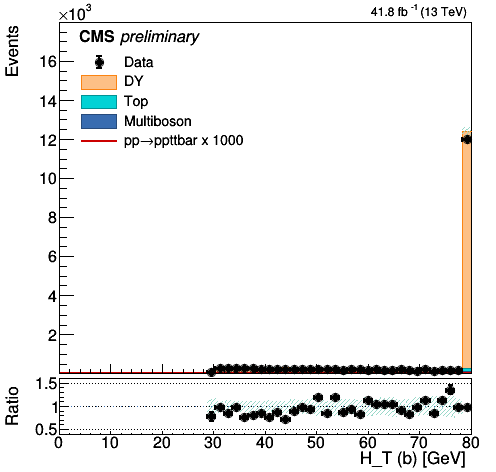 ×10³
41.8 fb⁻¹ (13 TeV)
Events
CMS preliminary
Data
DY
Top
Multiboson
pp→ppttbar x 1000
16
14
12
10
8
6
4
2
Ratio
1.5
1
0.5
0 10 20 30 40 50 60 70 80
H_T (b) [GeV]